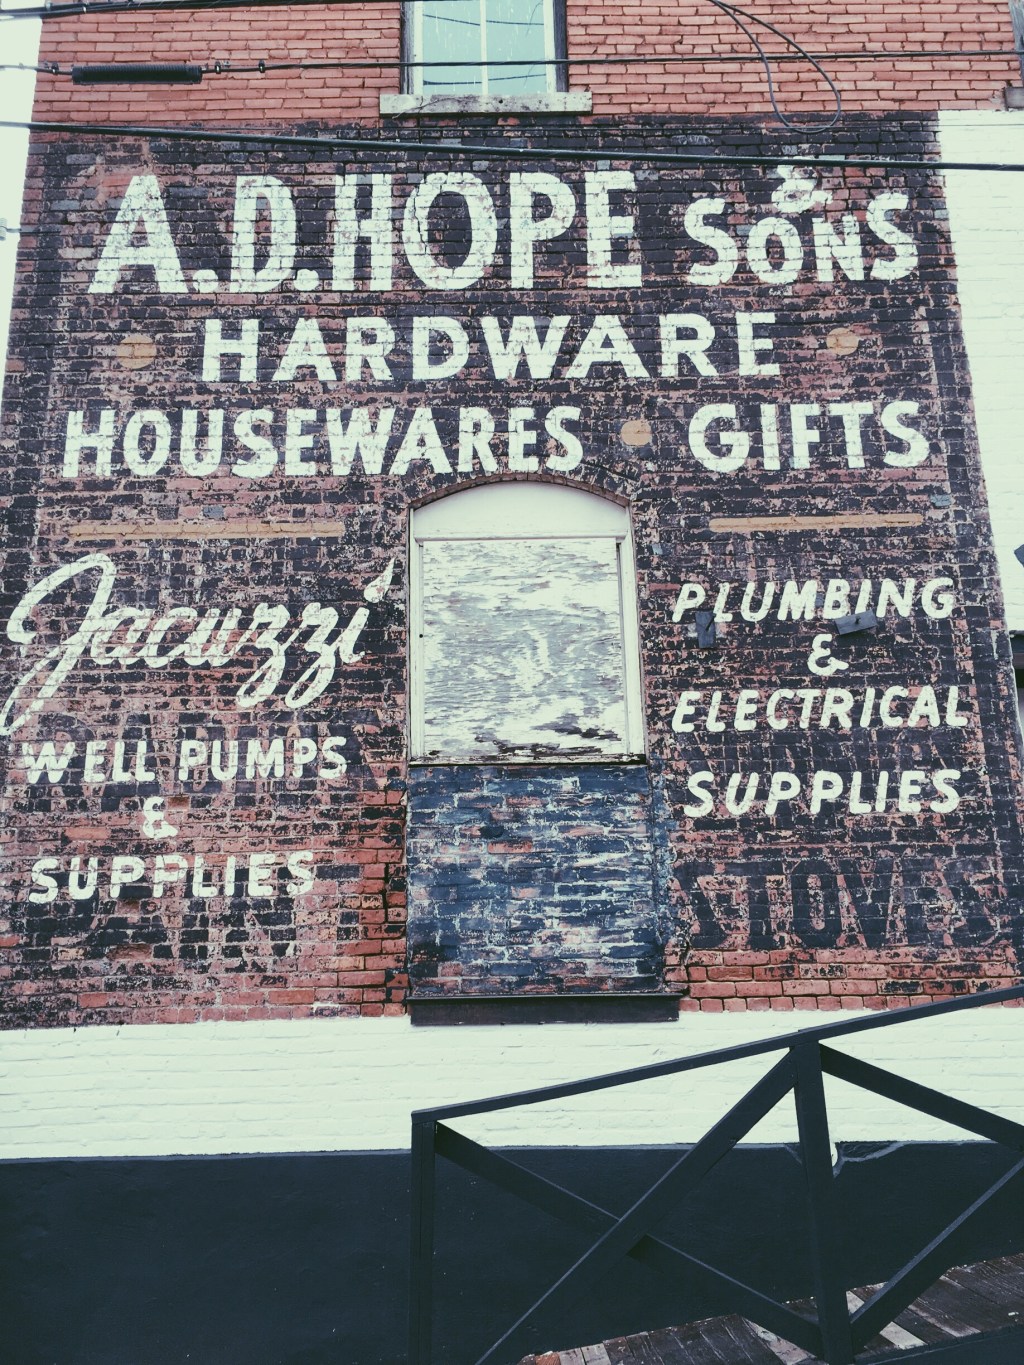 A.D. HOPE & SONS
HARDWARE
HOUSEWARES • GIFTS
Jacuzzi
WELL PUMPS
&
SUPPLIES
PLUMBING
&
ELECTRICAL
SUPPLIES
STOVES